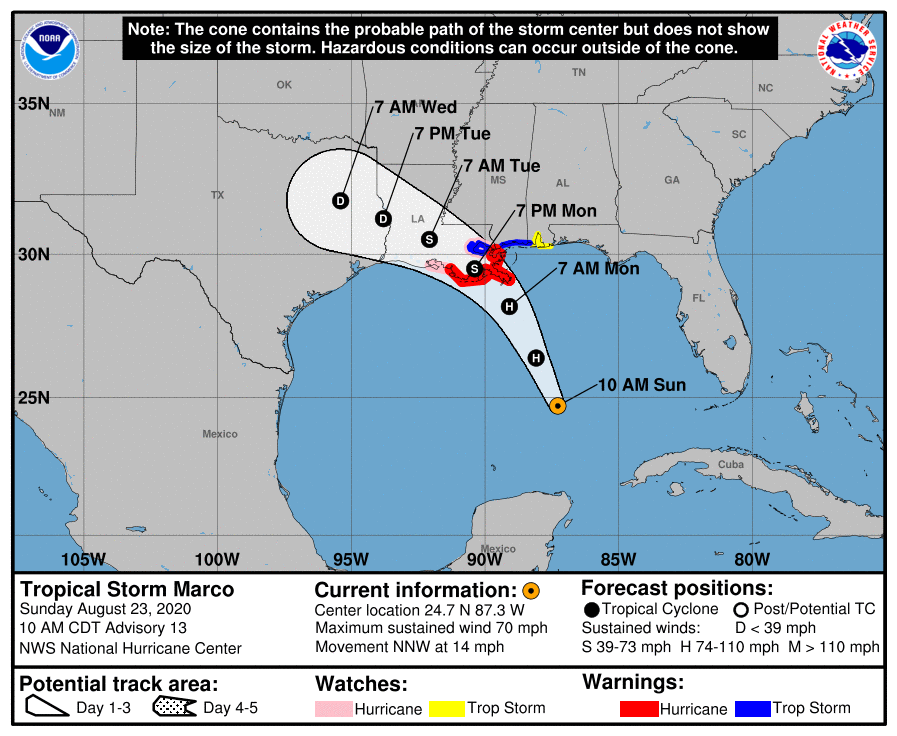 Note: The cone contains the probable path of the storm center but does not show
the size of the storm. Hazardous conditions can occur outside of the cone.
NOAA
NATIONAL WEATHER SERVICE
TN
OK
NC
35N
NM
7 AM Wed
7 PM Tue
SC
7 AM Tue
MS
AL
GA
TX
D
7 PM Mon
D
LA
S
30N
7 AM Mon
S
FL
H
H
10 AM Sun
25N
Mexico
Cuba
Mexico
105W
100W
95W
90W
85W
80W
Tropical Storm Marco
Sunday August 23, 2020
10 AM CDT Advisory 13
NWS National Hurricane Center
Current information:
Center location 24.7 N 87.3 W
Maximum sustained wind 70 mph
Movement NNW at 14 mph
Forecast positions:
Tropical Cyclone Post/Potential TC
Sustained winds: D < 39 mph
S 39-73 mph H 74-110 mph M > 110 mph
Potential track area:
Day 1-3 Day 4-5
Watches:
Hurricane Trop Storm
Warnings:
Hurricane Trop Storm